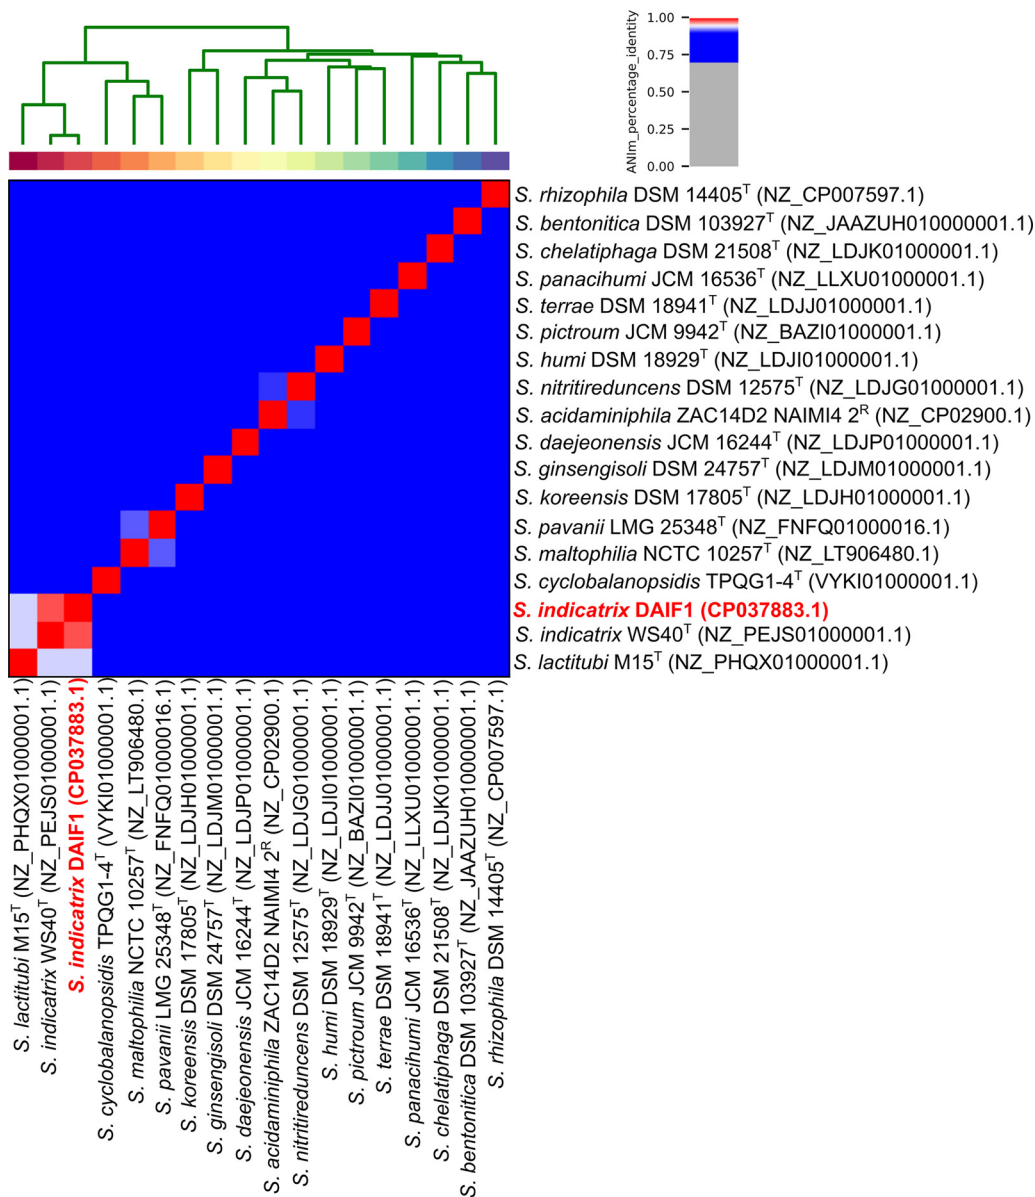 1.00
0.75
0.50
0.25
0.00
ANIm_percentage_identity
S. rhizophila DSM 14405ᵀ (NZ_CP007597.1)
S. bentonitica DSM 103927ᵀ (NZ_JAAZUH010000001.1)
S. chelatiphaga DSM 21508ᵀ (NZ_LDJK01000001.1)
S. panacihumi JCM 16536ᵀ (NZ_LLXU01000001.1)
S. terrae DSM 18941ᵀ (NZ_LDJJ01000001.1)
S. pictroum JCM 9942ᵀ (NZ_BAZI01000001.1)
S. humi DSM 18929ᵀ (NZ_LDJI01000001.1)
S. nitritireduncens DSM 12575ᵀ (NZ_LDJG01000001.1)
S. acidaminiphila ZAC14D2 NAIMI4 2ᴿ (NZ_CP02900.1)
S. daejeonensis JCM 16244ᵀ (NZ_LDJP01000001.1)
S. ginsengisoli DSM 24757ᵀ (NZ_LDJM01000001.1)
S. koreensis DSM 17805ᵀ (NZ_LDJH01000001.1)
S. pavanii LMG 25348ᵀ (NZ_FNFQ01000016.1)
S. maltophilia NCTC 10257ᵀ (NZ_LT906480.1)
S. cyclobalanopsidis TPQG1-4ᵀ (VYKI01000001.1)
S. indicatrix DAIF1 (CP037883.1)
S. indicatrix WS40ᵀ (NZ_PEJS01000001.1)
S. lactitubi M15ᵀ (NZ_PHQX01000001.1)
S. lactitubi M15ᵀ (NZ_PHQX01000001.1)
S. indicatrix WS40ᵀ (NZ_PEJS01000001.1)
S. indicatrix DAIF1 (CP037883.1)
S. cyclobalanopsidis TPQG1-4ᵀ (VYKI01000001.1)
S. maltophilia NCTC 10257ᵀ (NZ_LT906480.1)
S. pavanii LMG 25348ᵀ (NZ_FNFQ01000016.1)
S. koreensis DSM 17805ᵀ (NZ_LDJH01000001.1)
S. ginsengisoli DSM 24757ᵀ (NZ_LDJM01000001.1)
S. daejeonensis JCM 16244ᵀ (NZ_LDJP01000001.1)
S. acidaminiphila ZAC14D2 NAIMI4 2ᴿ (NZ_CP02900.1)
S. nitritireduncens DSM 12575ᵀ (NZ_LDJG01000001.1)
S. humi DSM 18929ᵀ (NZ_LDJI01000001.1)
S. pictroum JCM 9942ᵀ (NZ_BAZI01000001.1)
S. terrae DSM 18941ᵀ (NZ_LDJJ01000001.1)
S. panacihumi JCM 16536ᵀ (NZ_LLXU01000001.1)
S. chelatiphaga DSM 21508ᵀ (NZ_LDJK01000001.1)
S. bentonitica DSM 103927ᵀ (NZ_JAAZUH010000001.1)
S. rhizophila DSM 14405ᵀ (NZ_CP007597.1)